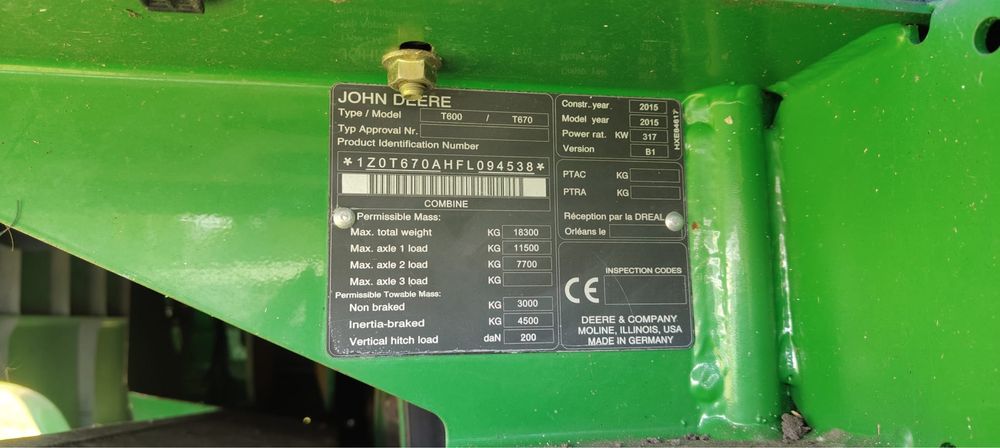 JOHN DEERE
Type / Model T600 / T670
Typ Approval Nr.
Product Identification Number
*1Z0T670AHFL094538*
COMBINE
Permissible Mass:
Max. total weight KG 18300
Max. axle 1 load KG 11500
Max. axle 2 load KG 7700
Max. axle 3 load KG
Permissible Towable Mass:
Non braked KG 3000
Inertia-braked KG 4500
Vertical hitch load daN 200
Constr. year 2015
Model year 2015
Power rat. KW 317
Version B1
HXE84617
PTAC KG
PTRA KG
Réception par la DREAL
Orléans le
CE
INSPECTION CODES
DEERE & COMPANY
MOLINE, ILLINOIS, USA
MADE IN GERMANY